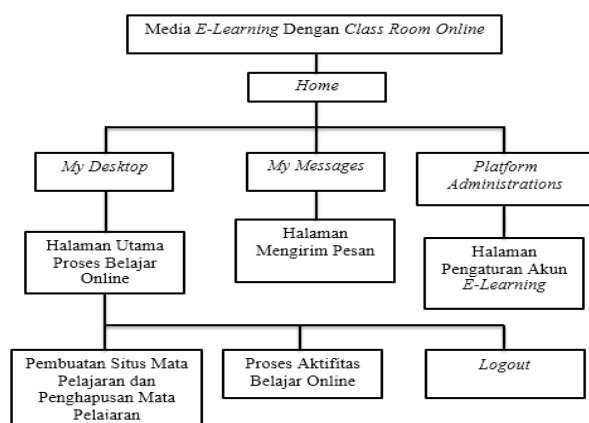 Media E-Learning Dengan Class Room Online
Home
My Desktop
My Messages
Platform
Administrations
Halaman Utama
Proses Belajar
Online
Halaman
Mengirim Pesan
Halaman
Pengaturan Akun
E-Learning
Pembuatan Situs Mata
Pelajaran dan
Penghapusan Mata
Pelajaran
Proses Aktifitas
Belajar Online
Logout